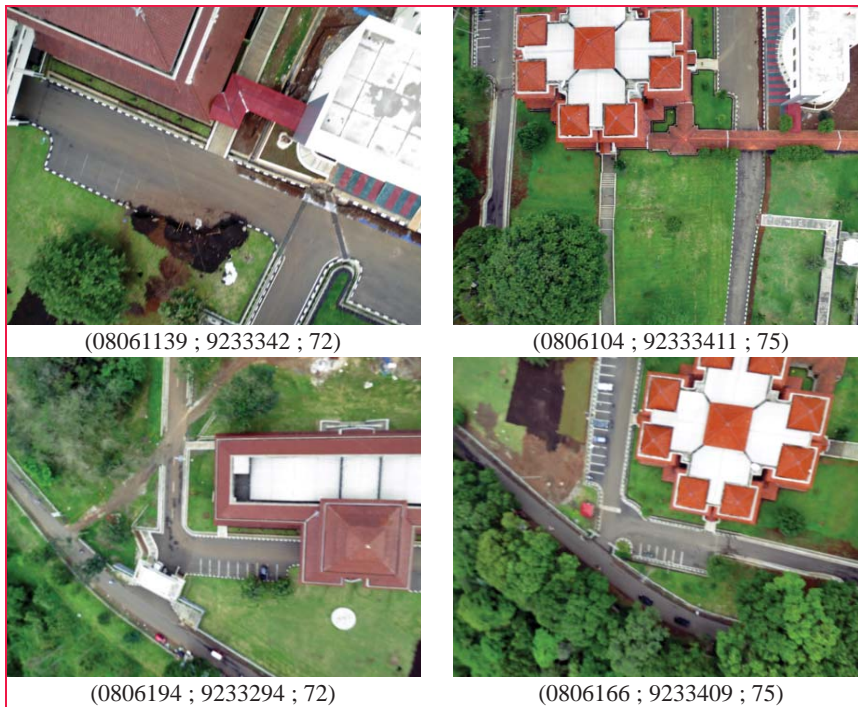 (08061139 ; 9233342 ; 72)
(0806104 ; 92333411 ; 75)
(0806194 ; 9233294 ; 72)
(0806166 ; 9233409 ; 75)